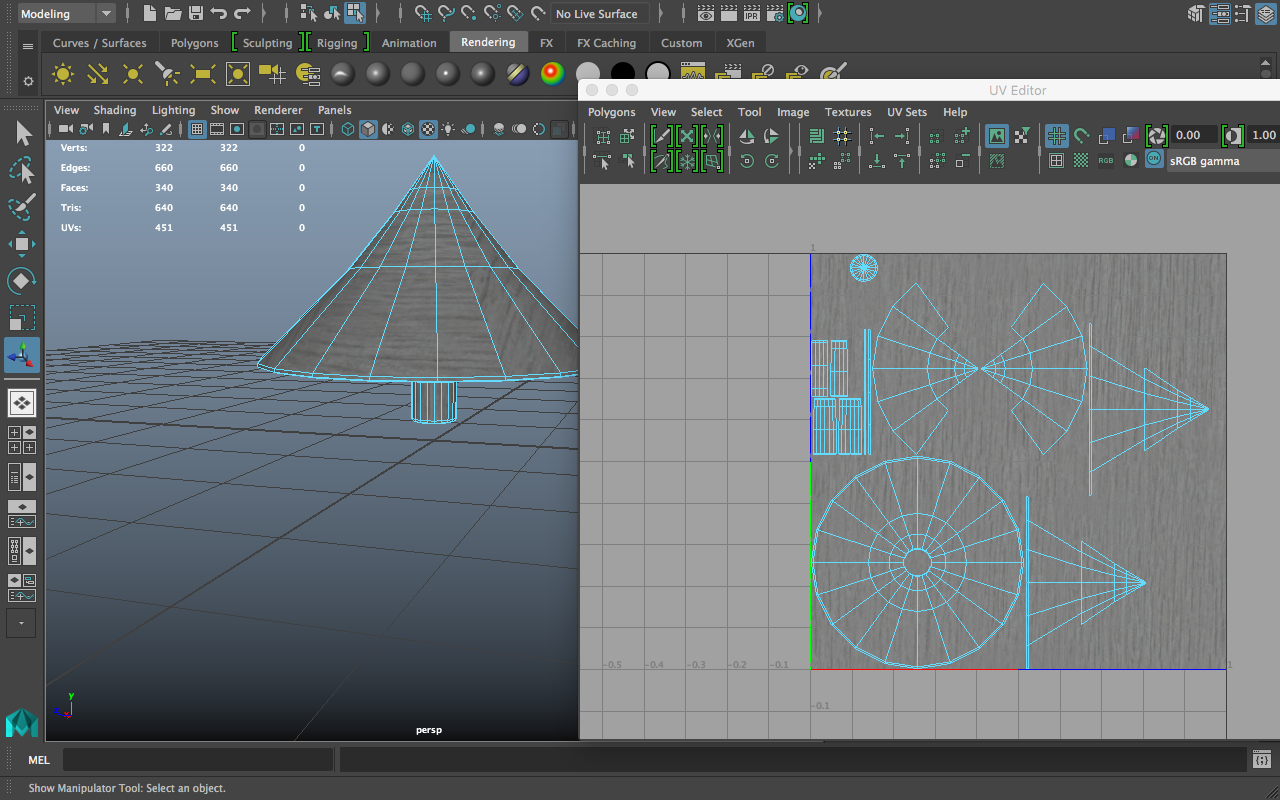 Modeling
No Live Surface
IPR
Curves / Surfaces Polygons Sculpting Rigging Animation Rendering FX FX Caching Custom XGen
View Shading Lighting Show Renderer Panels
UV Editor
Polygons View Select Tool Image Textures UV Sets Help
0.00 1.00
RGB ON sRGB gamma
Verts: 322 322 0
Edges: 660 660 0
Faces: 340 340 0
Tris: 640 640 0
UVs: 451 451 0
1
-0.5 -0.4 -0.3 -0.2 -0.1 1
-0.1
y
x
persp
MEL
Show Manipulator Tool: Select an object.